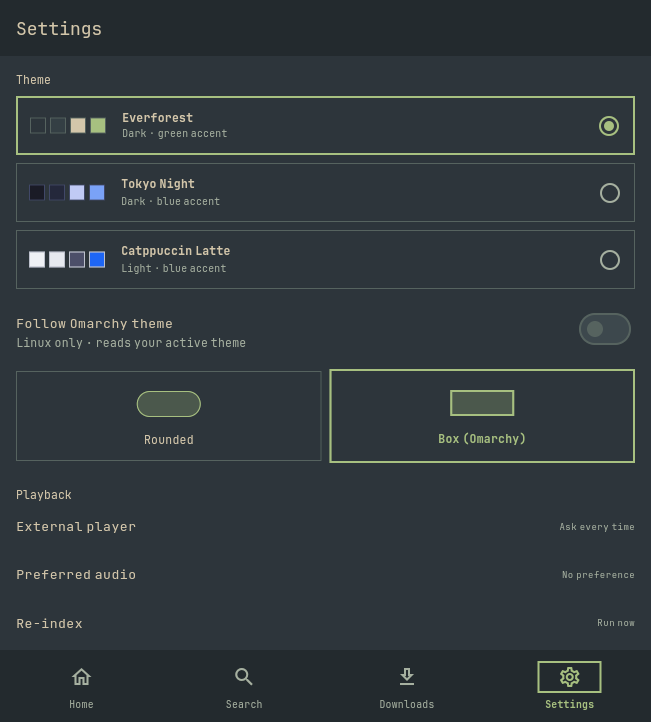 Settings
Theme
Everforest
Dark · green accent
Tokyo Night
Dark · blue accent
Catppuccin Latte
Light · blue accent
Follow Omarchy theme
Linux only · reads your active theme
Rounded
Box (Omarchy)
Playback
External player
Ask every time
Preferred audio
No preference
Re-index
Run now
Home
Search
Downloads
Settings